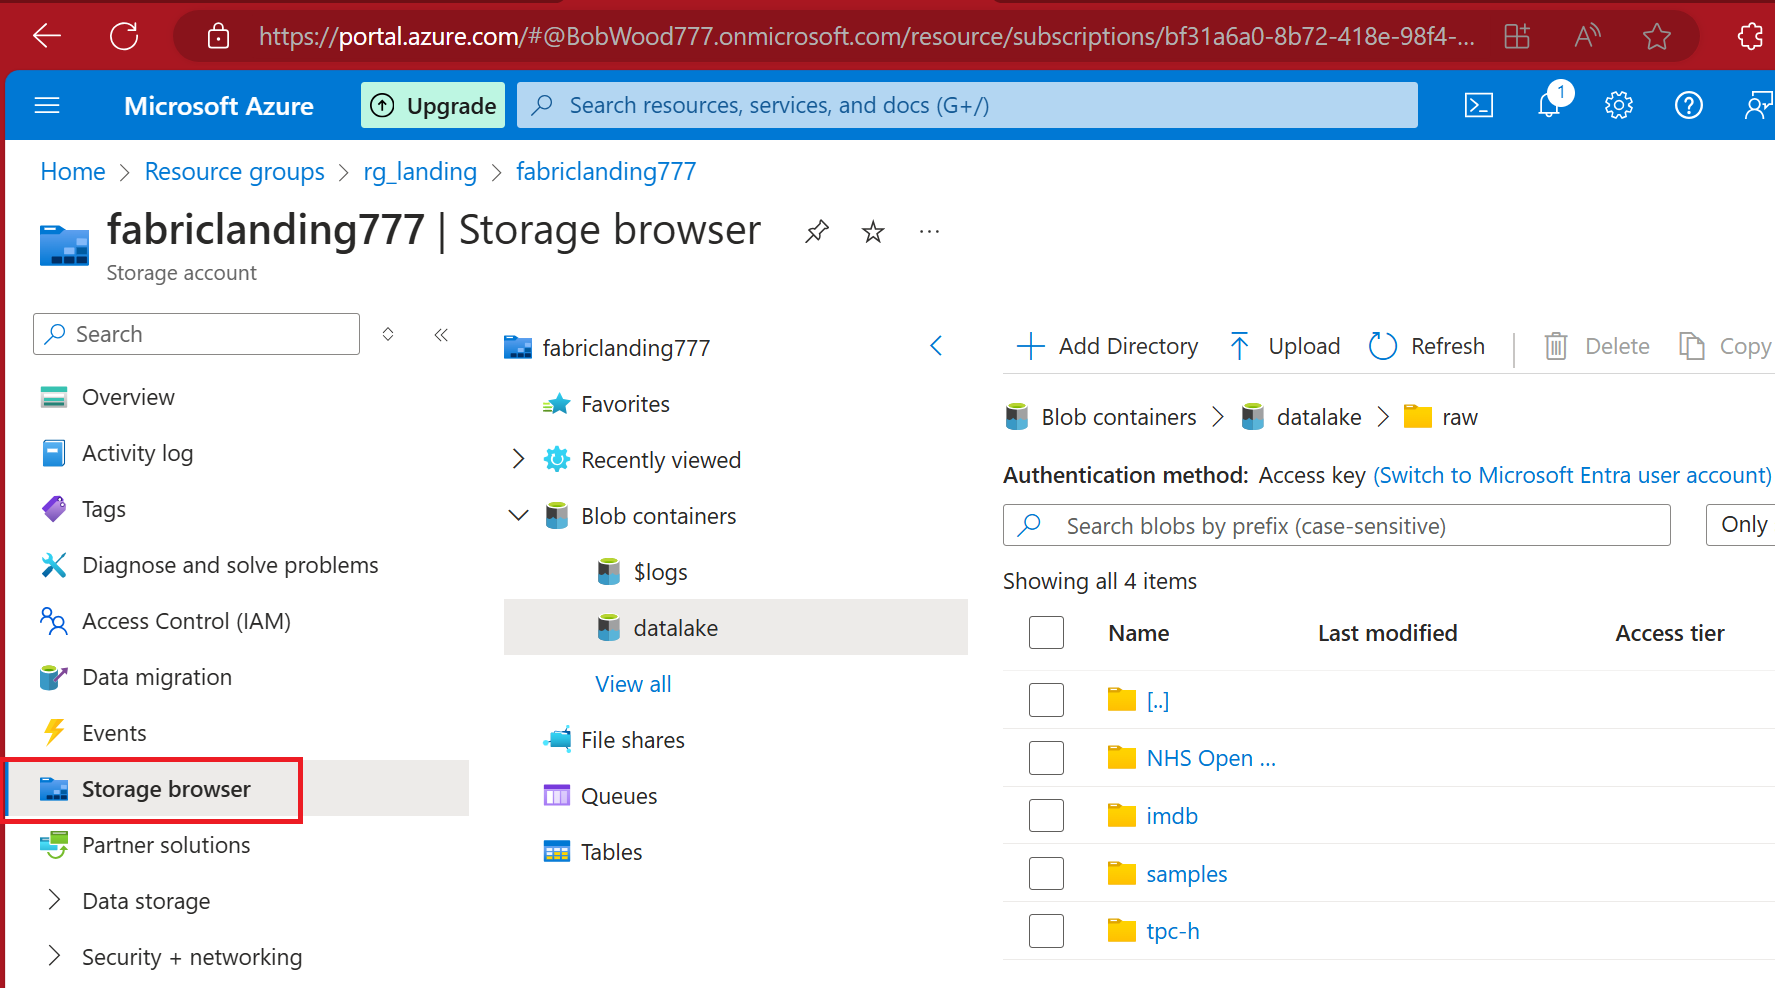 https://portal.azure.com/#@BobWood777.onmicrosoft.com/resource/subscriptions/bf31a6a0-8b72-418e-98f4-...
Microsoft Azure
Upgrade
Search resources, services, and docs (G+/)
1
Home > Resource groups > rg_landing > fabriclanding777
fabriclanding777 | Storage browser
Storage account
Search
Overview
Activity log
Tags
Diagnose and solve problems
Access Control (IAM)
Data migration
Events
Storage browser
Partner solutions
Data storage
Security + networking
fabriclanding777
Favorites
Recently viewed
Blob containers
$logs
datalake
View all
File shares
Queues
Tables
Add Directory Upload Refresh Delete Copy
Blob containers > datalake > raw
Authentication method: Access key (Switch to Microsoft Entra user account)
Search blobs by prefix (case-sensitive) Only
Showing all 4 items
Name Last modified Access tier
[..]
NHS Open ...
imdb
samples
tpc-h